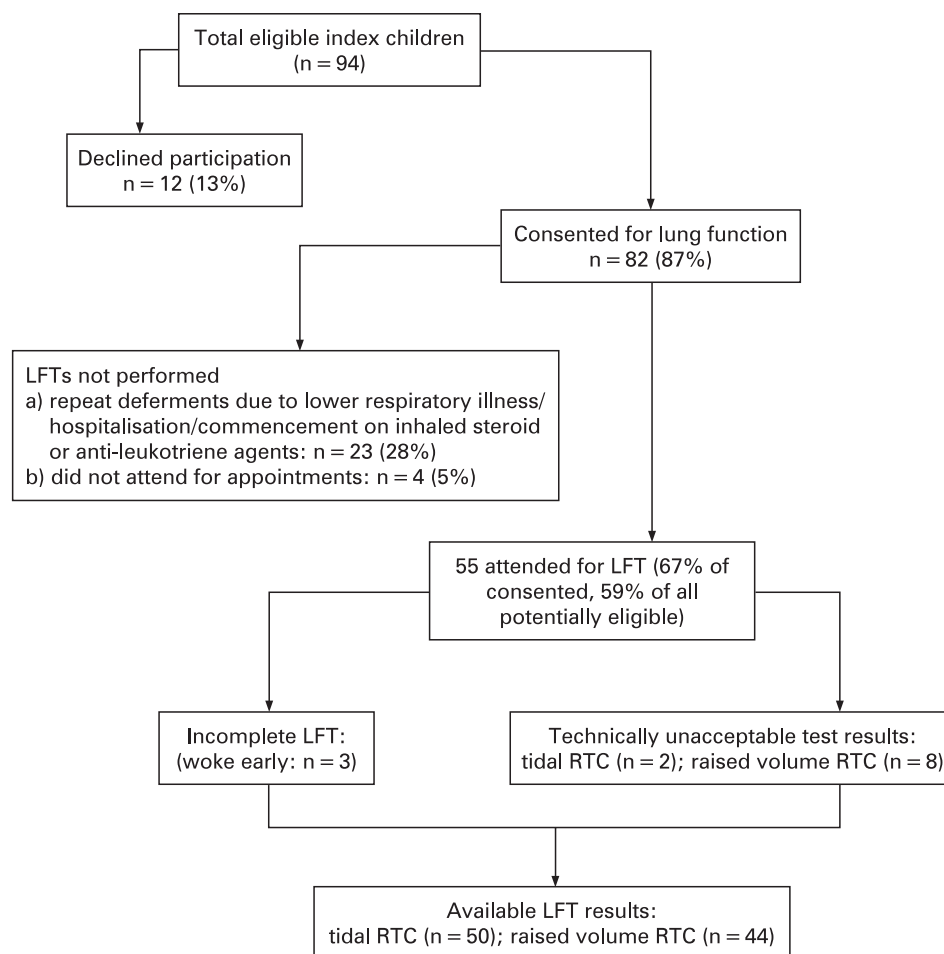 Total eligible index children
(n = 94)
Declined participation
n = 12 (13%)
Consented for lung function
n = 82 (87%)
LFTs not performed
a) repeat deferments due to lower respiratory illness/
hospitalisation/commencement on inhaled steroid
or anti-leukotriene agents: n = 23 (28%)
b) did not attend for appointments: n = 4 (5%)
55 attended for LFT (67% of
consented, 59% of all
potentially eligible)
Incomplete LFT:
(woke early: n = 3)
Technically unacceptable test results:
tidal RTC (n = 2); raised volume RTC (n = 8)
Available LFT results:
tidal RTC (n = 50); raised volume RTC (n = 44)